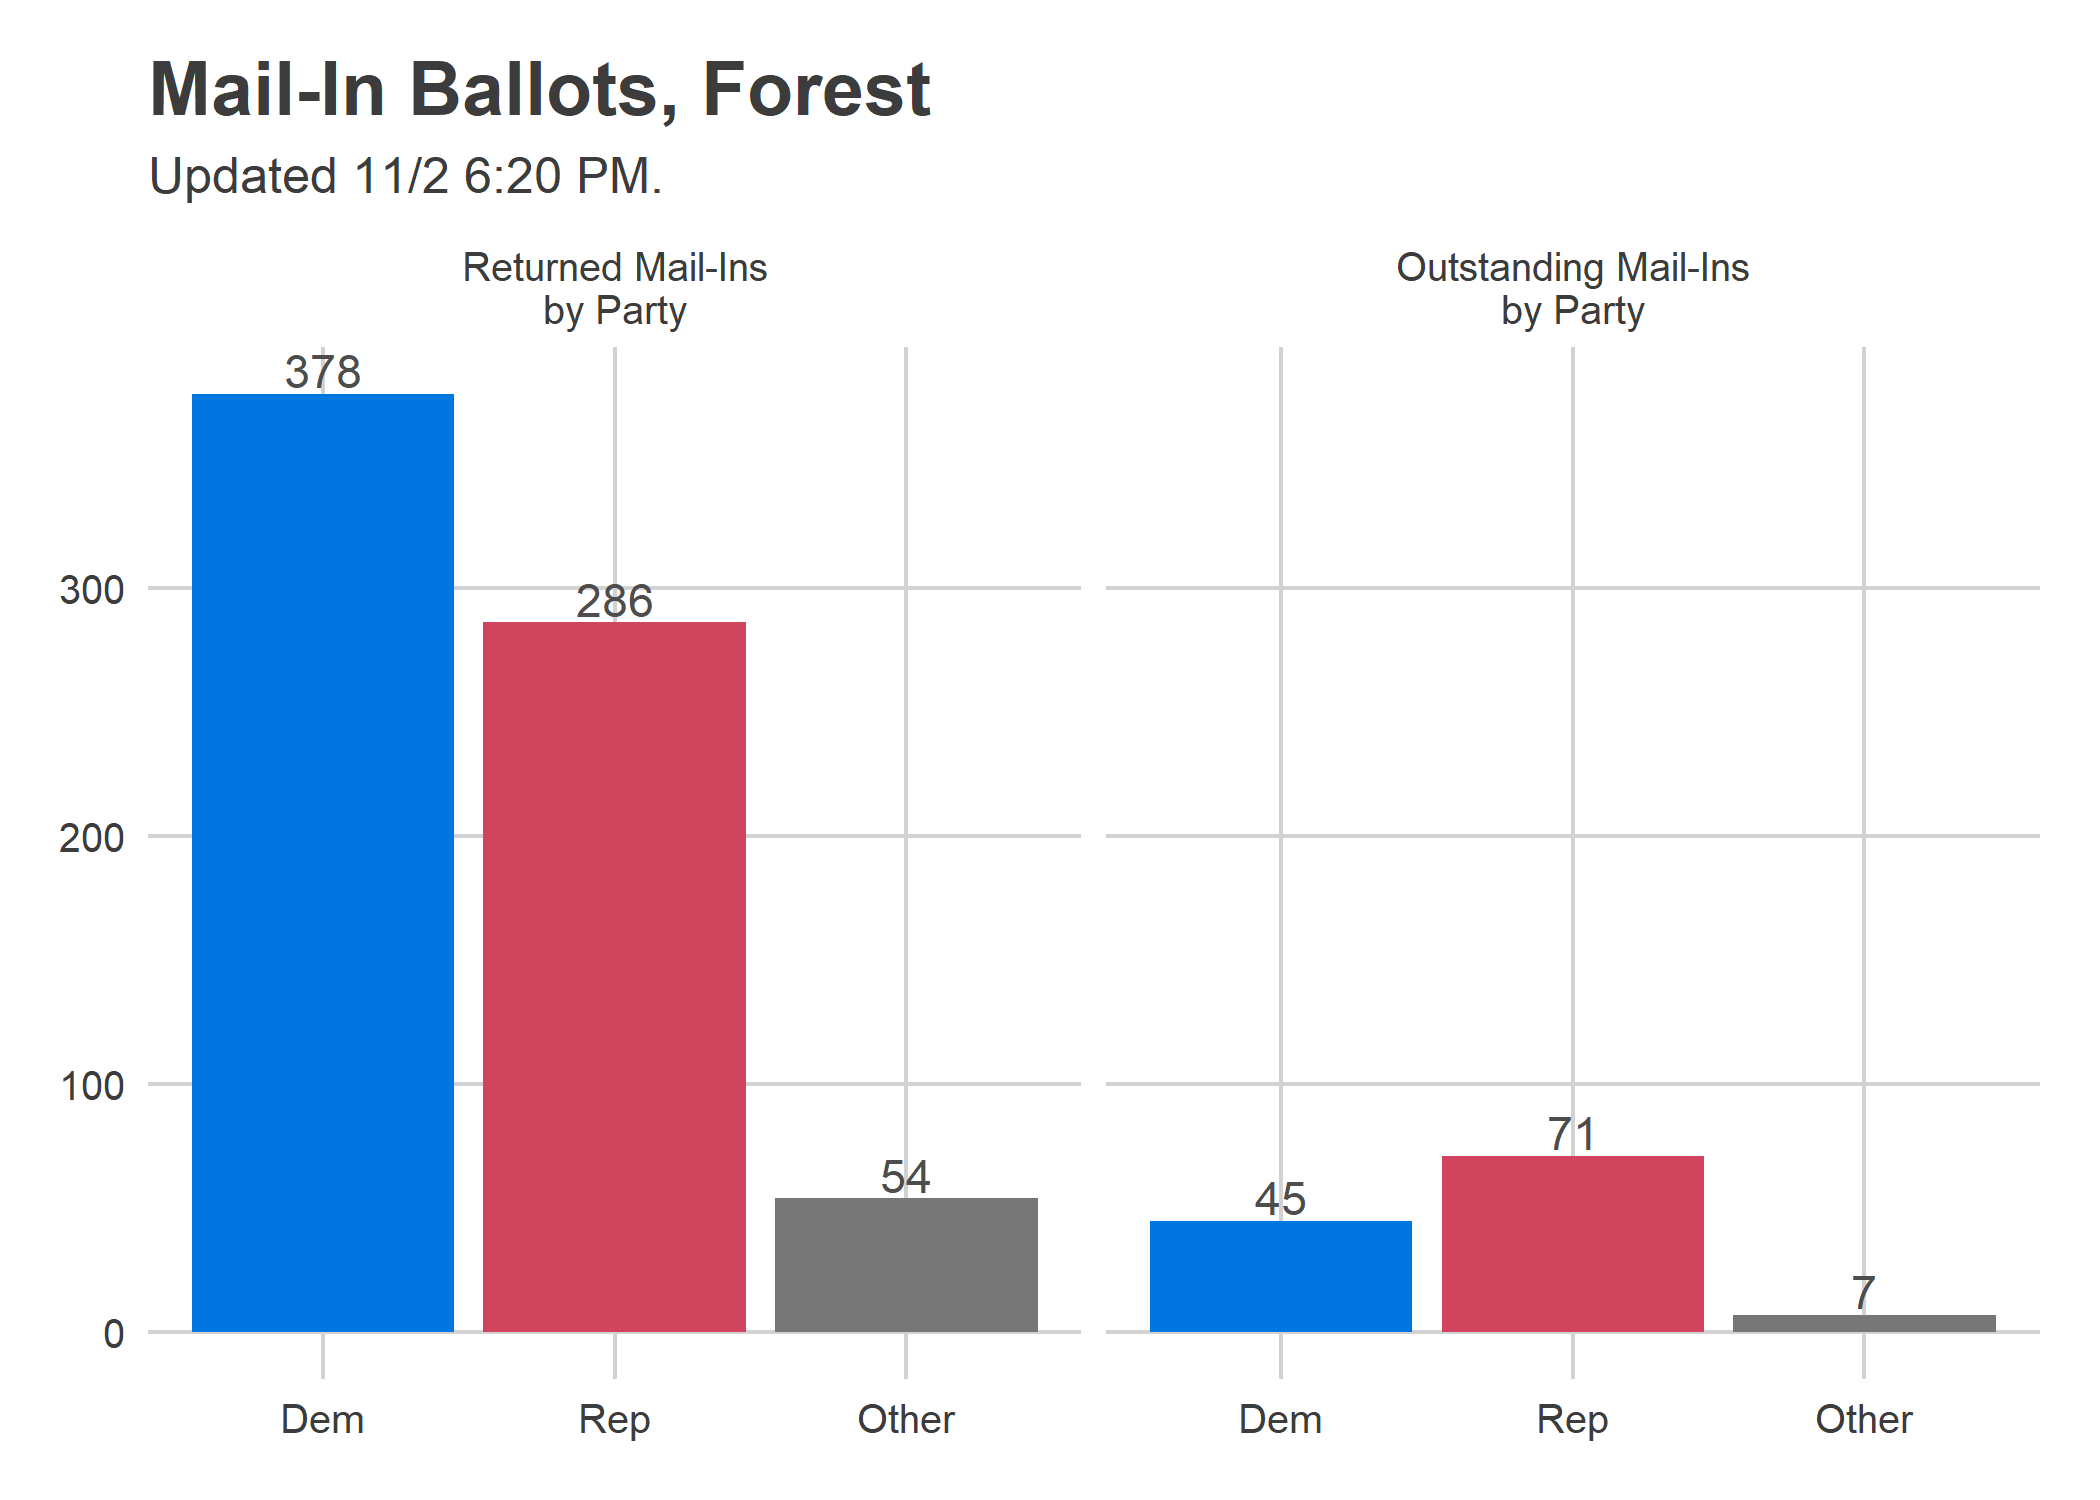 Mail-In Ballots, Forest
Updated 11/2 6:20 PM.
Returned Mail-Ins
by Party
Outstanding Mail-Ins
by Party
378
286
54
45
71
7
300
200
100
0
Dem
Rep
Other
Dem
Rep
Other